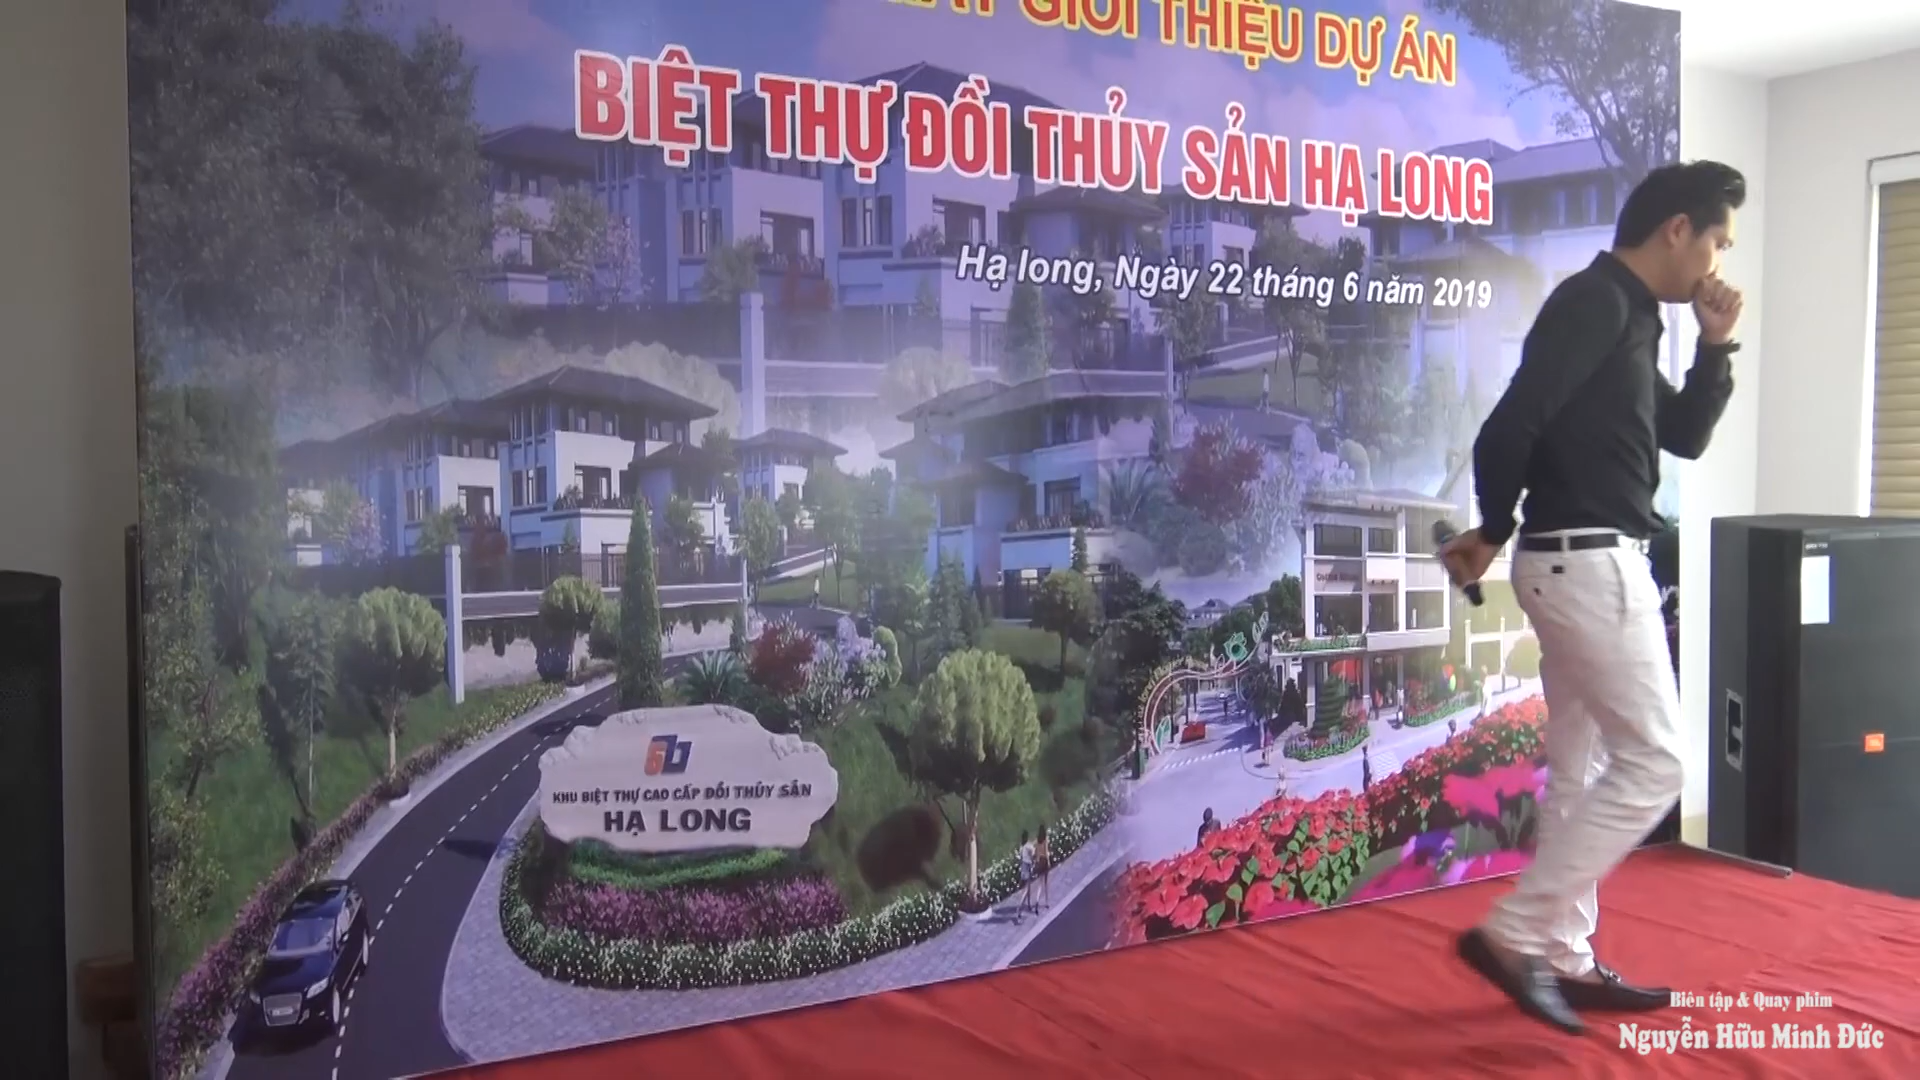 GIỚI THIỆU DỰ ÁN
BIỆT THỰ ĐỒI THỦY SẢN HẠ LONG
Hạ long, Ngày 22 tháng 6 năm 2019
KHU BIỆT THỰ CAO CẤP ĐỒI THỦY SẢN
HẠ LONG
JBL
Biên tập & Quay phim
Nguyễn Hữu Minh Đức